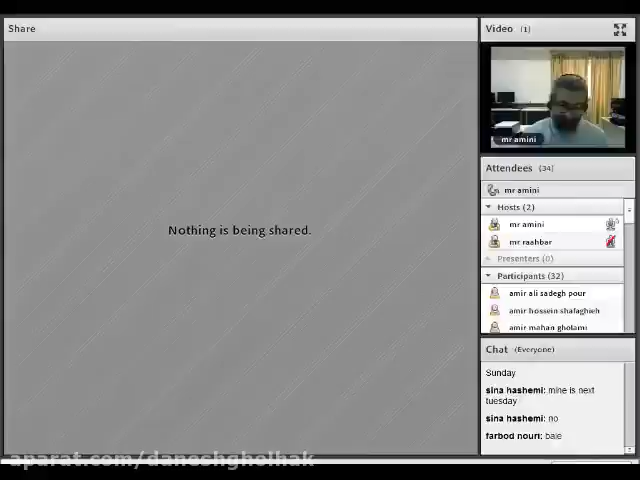 Share
Nothing is being shared.
Video (1)
mr amini
Attendees (34)
mr amini
Hosts (2)
mr amini
mr raahbar
Presenters (0)
Participants (32)
amir ali sadegh pour
amir hossein shafaghieh
amir mahan gholami
Chat (Everyone)
Sunday
sina hashemi: mine is next
tuesday
sina hashemi: no
farbod nouri: bale
aparat.com/daneshgholhak